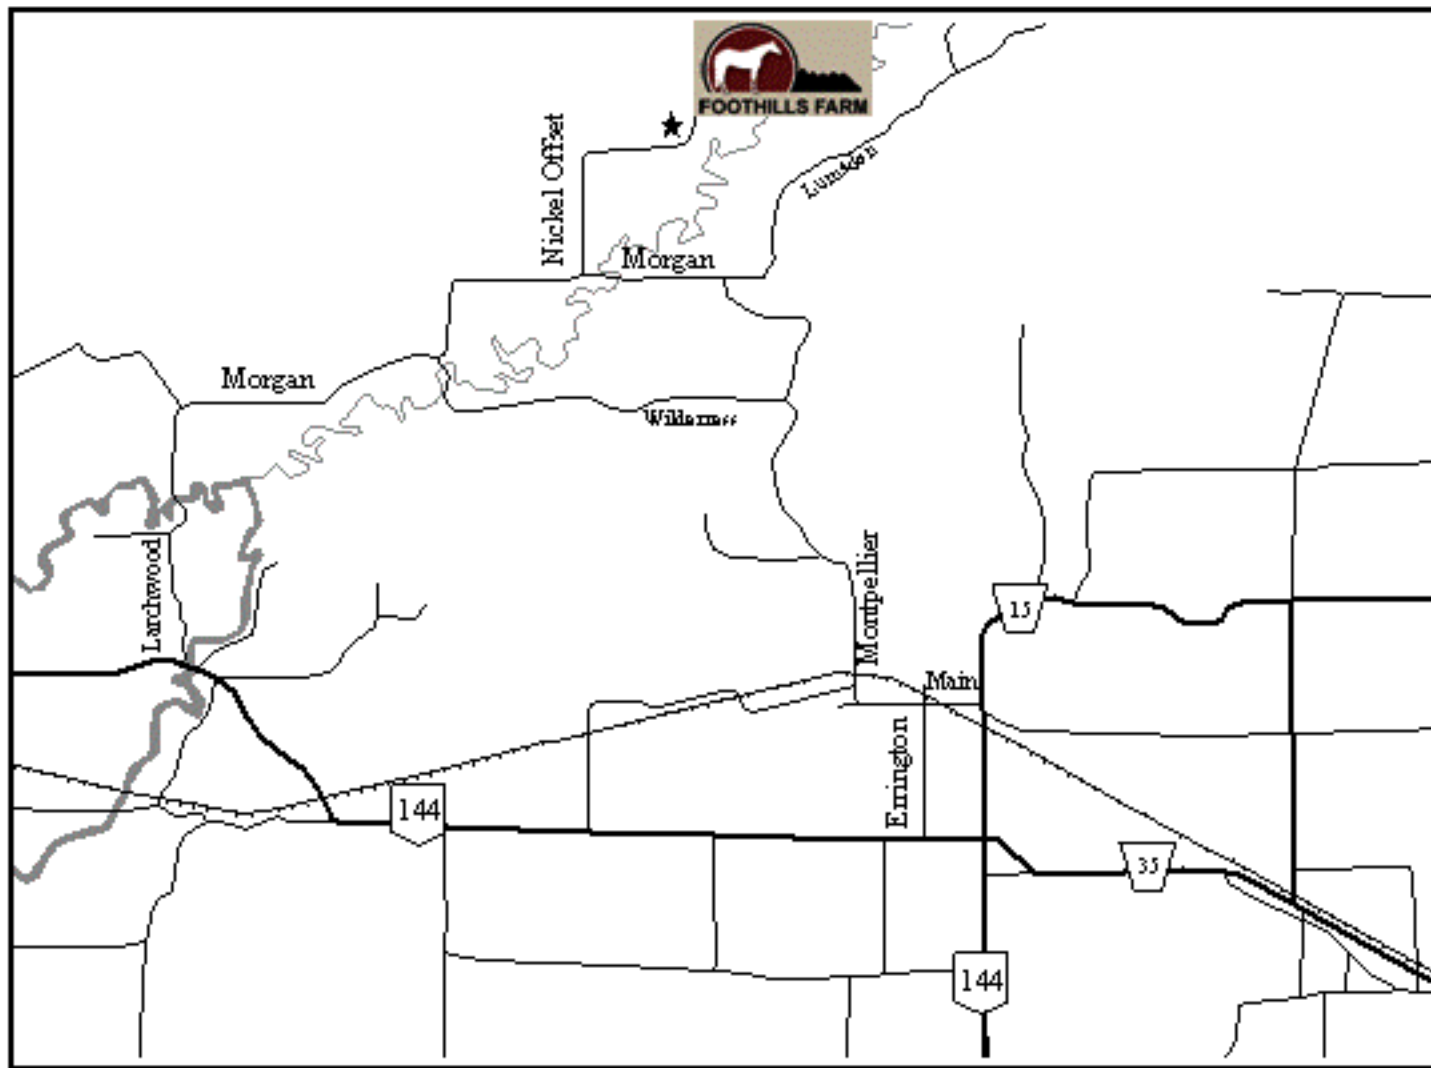 FOOTHILLS FARM
Nickel Offset
Lumsden
Morgan
Morgan
Wilderness
Larchwood
Montpellier
15
Main
Errington
144
35
144